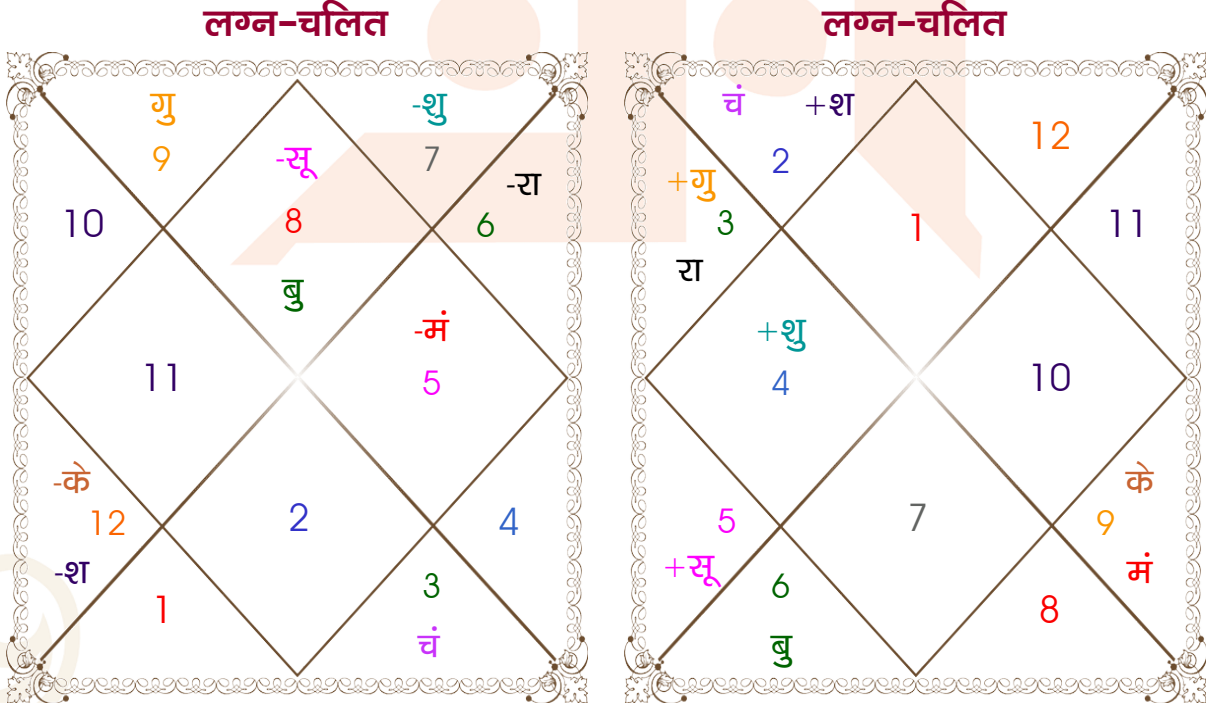 लग्न-चलित
गु
9
-शु
7
-सू
8
बु
-रा
6
10
-मं
5
11
-के
12
-श
2
4
1
3
चं
लग्न-चलित
चं +श
2
12
+गु
3
रा
1
11
+शु
4
10
5
+सू
7
के
9
मं
6
बु
8